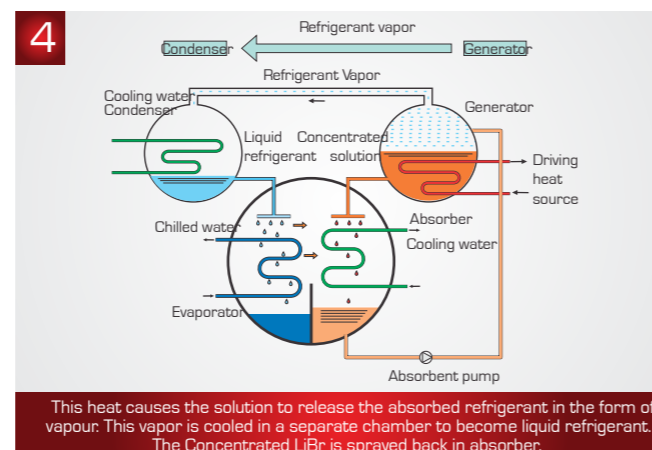 4
Refrigerant vapor
Condenser
Generator
Refrigerant Vapor
Cooling water
Condenser
Generator
Liquid
refrigerant
Concentrated
solution
Driving
heat
source
Chilled water
Absorber
Cooling water
Evaporator
Absorbent pump
This heat causes the solution to release the absorbed refrigerant in the form of
vapour. This vapor is cooled in a separate chamber to become liquid refrigerant.
The Concentrated LiBr is sprayed back in absorber.